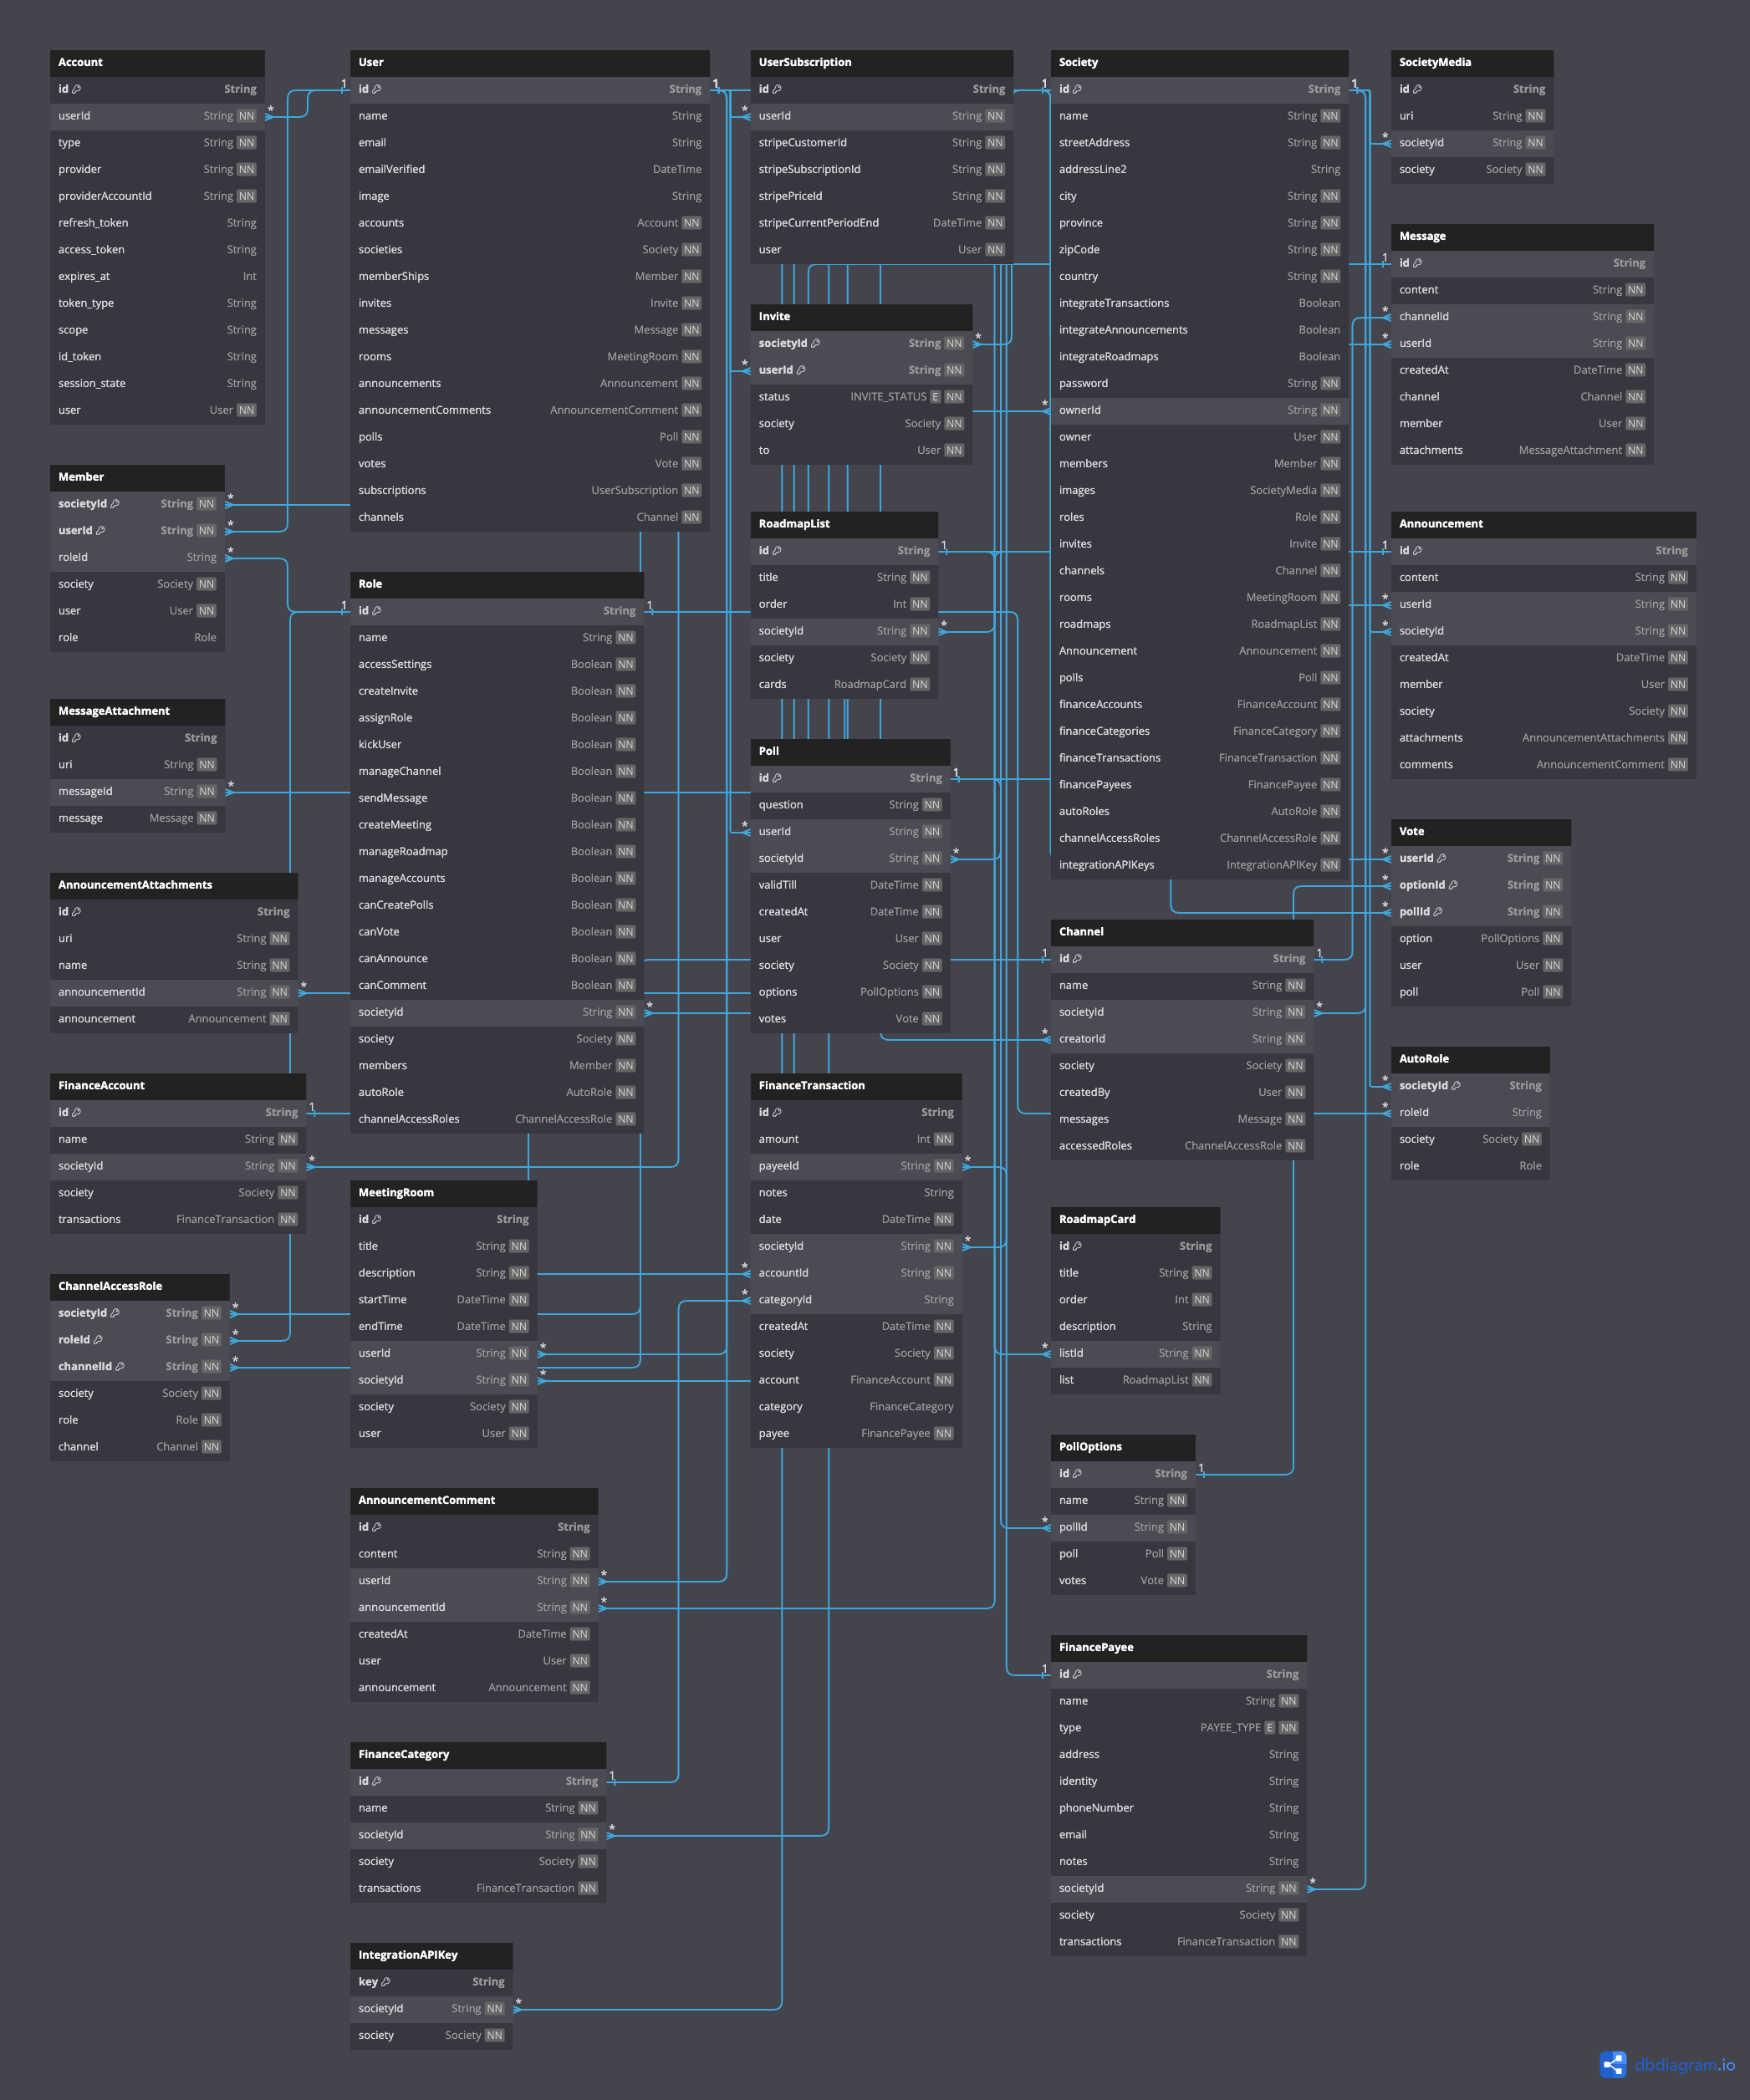 Account
id String
userId String NN
type String NN
provider String NN
providerAccountId String NN
refresh_token String
access_token String
expires_at Int
token_type String
scope String
id_token String
session_state String
user User NN
Member
societyId String NN
userId String NN
roleId String
society Society NN
user User NN
role Role
MessageAttachment
id String
uri String NN
messageId String NN
message Message NN
AnnouncementAttachments
id String
uri String NN
name String NN
announcementId String NN
announcement Announcement NN
FinanceAccount
id String
name String NN
societyId String NN
society Society NN
transactions FinanceTransaction NN
ChannelAccessRole
societyId String NN
roleId String NN
channelId String NN
society Society NN
role Role NN
channel Channel NN
User
id String
name String
email String
emailVerified DateTime
image String
accounts Account NN
societies Society NN
memberShips Member NN
invites Invite NN
messages Message NN
rooms MeetingRoom NN
announcements Announcement NN
announcementComments AnnouncementComment NN
polls Poll NN
votes Vote NN
subscriptions UserSubscription NN
channels Channel NN
Role
id String
name String NN
accessSettings Boolean NN
createInvite Boolean NN
assignRole Boolean NN
kickUser Boolean NN
manageChannel Boolean NN
sendMessage Boolean NN
createMeeting Boolean NN
manageRoadmap Boolean NN
manageAccounts Boolean NN
canCreatePolls Boolean NN
canVote Boolean NN
canAnnounce Boolean NN
canComment Boolean NN
societyId String NN
society Society NN
members Member NN
autoRole AutoRole NN
channelAccessRoles ChannelAccessRole NN
MeetingRoom
id String
title String NN
description String NN
startTime DateTime NN
endTime DateTime NN
userId String NN
societyId String NN
society Society NN
user User NN
AnnouncementComment
id String
content String NN
userId String NN
announcementId String NN
createdAt DateTime NN
user User NN
announcement Announcement NN
FinanceCategory
id String
name String NN
societyId String NN
society Society NN
transactions FinanceTransaction NN
IntegrationAPIKey
key String
societyId String NN
society Society NN
UserSubscription
id String
userId String NN
stripeCustomerId String NN
stripeSubscriptionId String NN
stripePriceId String NN
stripeCurrentPeriodEnd DateTime NN
user User NN
Invite
societyId String NN
userId String NN
status INVITE_STATUS E NN
society Society NN
to User NN
RoadmapList
id String
title String NN
order Int NN
societyId String NN
society Society NN
cards RoadmapCard NN
Poll
id String
question String NN
userId String NN
societyId String NN
validTill DateTime NN
createdAt DateTime NN
user User NN
society Society NN
options PollOptions NN
votes Vote NN
FinanceTransaction
id String
amount Int NN
payeeId String NN
notes String
date DateTime NN
societyId String NN
accountId String NN
categoryId String
createdAt DateTime NN
society Society NN
account FinanceAccount NN
category FinanceCategory
payee FinancePayee NN
Society
id String
name String NN
streetAddress String NN
addressLine2 String
city String NN
province String NN
zipCode String NN
country String NN
integrateTransactions Boolean
integrateAnnouncements Boolean
integrateRoadmaps Boolean
password String NN
ownerId String NN
owner User NN
members Member NN
images SocietyMedia NN
roles Role NN
invites Invite NN
channels Channel NN
rooms MeetingRoom NN
roadmaps RoadmapList NN
Announcement Announcement NN
polls Poll NN
financeAccounts FinanceAccount NN
financeCategories FinanceCategory NN
financeTransactions FinanceTransaction NN
financePayees FinancePayee NN
autoRoles AutoRole NN
channelAccessRoles ChannelAccessRole NN
integrationAPIKeys IntegrationAPIKey NN
Channel
id String
name String NN
societyId String NN
creatorId String NN
society Society NN
createdBy User NN
messages Message NN
accessedRoles ChannelAccessRole NN
RoadmapCard
id String
title String NN
order Int NN
description String
listId String NN
list RoadmapList NN
PollOptions
id String
name String NN
pollId String NN
poll Poll NN
votes Vote NN
FinancePayee
id String
name String NN
type PAYEE_TYPE E NN
address String
identity String
phoneNumber String
email String
notes String
societyId String NN
society Society NN
transactions FinanceTransaction NN
SocietyMedia
id String
uri String NN
societyId String NN
society Society NN
Message
id String
content String NN
channelId String NN
userId String NN
createdAt DateTime NN
channel Channel NN
member User NN
attachments MessageAttachment NN
Announcement
id String
content String NN
userId String NN
societyId String NN
createdAt DateTime NN
member User NN
society Society NN
attachments AnnouncementAttachments NN
comments AnnouncementComment NN
Vote
userId String NN
optionId String NN
pollId String NN
option PollOptions NN
user User NN
poll Poll NN
AutoRole
societyId String
roleId String
society Society NN
role Role
dbdiagram.io